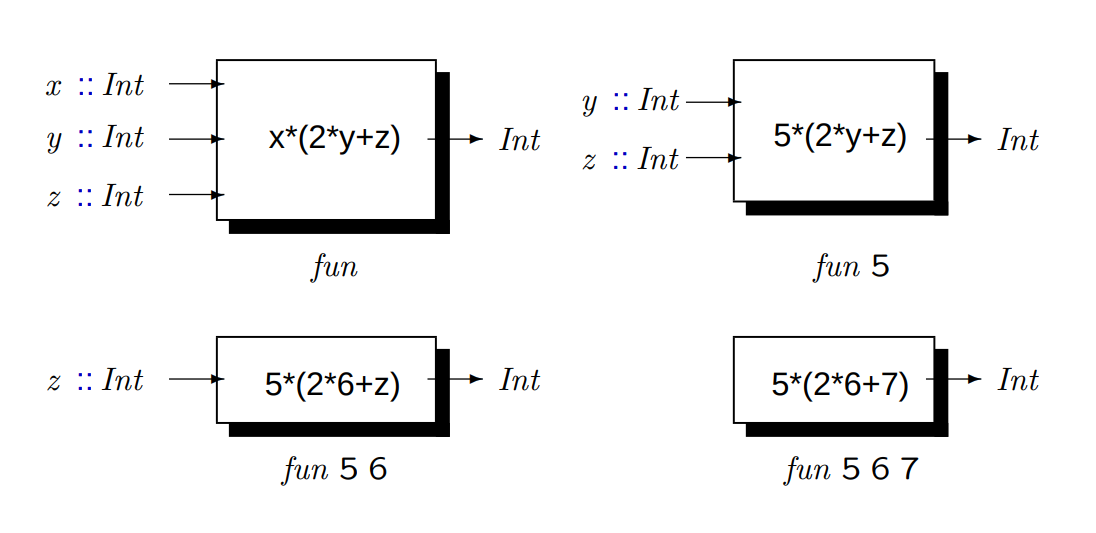 x :: Int
y :: Int
z :: Int
x*(2*y+z)
Int
fun
y :: Int
z :: Int
5*(2*y+z)
Int
fun 5
z :: Int
5*(2*6+z)
Int
fun 5 6
5*(2*6+7)
Int
fun 5 6 7